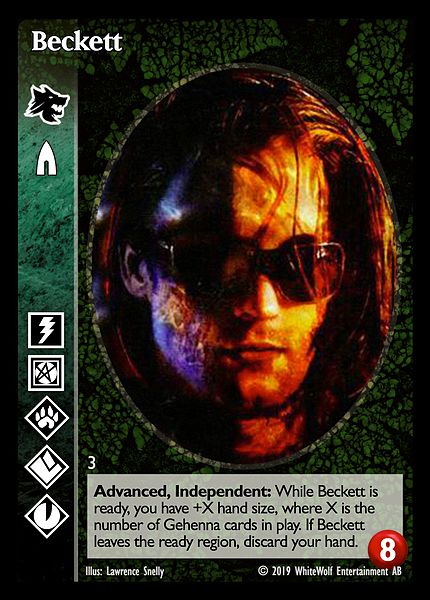 Beckett
3
Advanced, Independent: While Beckett is
ready, you have +X hand size, where X is the
number of Gehenna cards in play. If Beckett
leaves the ready region, discard your hand.
8
Illus: Lawrence Snelly © 2019 WhiteWolf Entertainment AB